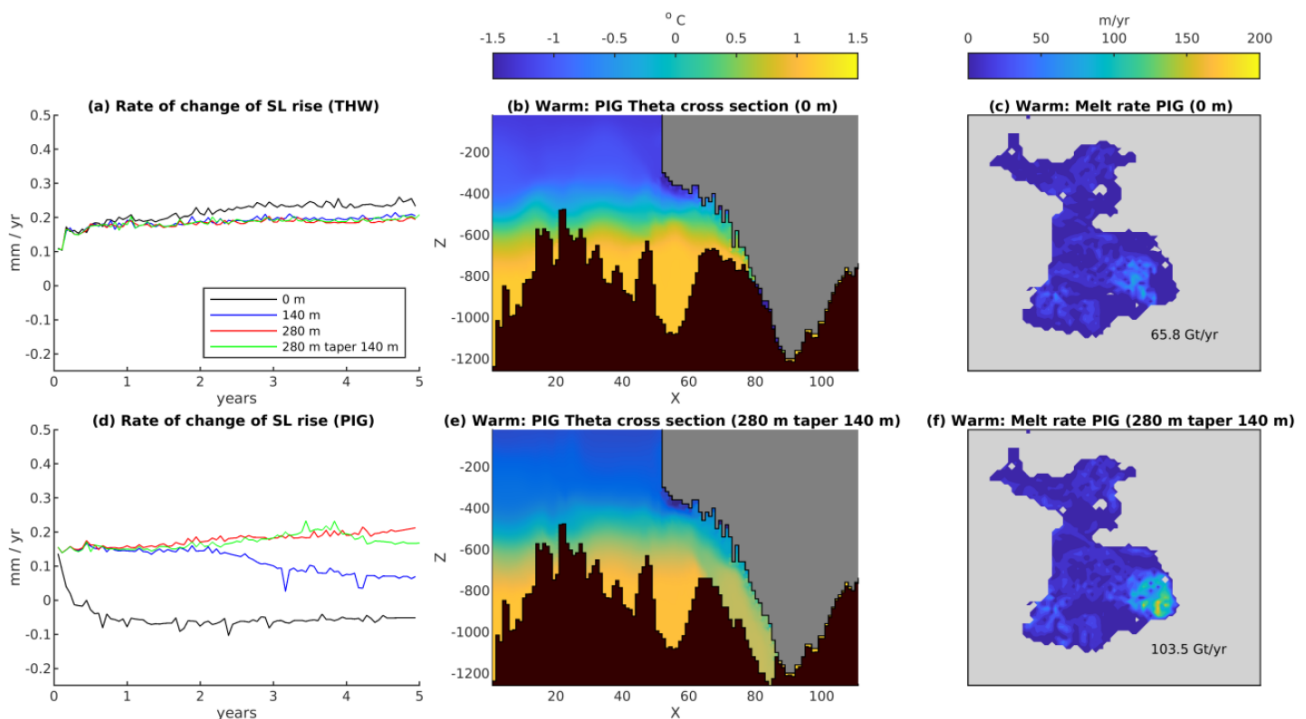 ° C
-1.5 -1 -0.5 0 0.5 1 1.5
m/yr
0 50 100 150 200
(a) Rate of change of SL rise (THW)
0.5
0.4
0.3
0.2
0.1
0
-0.1
-0.2
mm / yr
0 m
140 m
280 m
280 m taper 140 m
0 1 2 3 4 5
years
(b) Warm: PIG Theta cross section (0 m)
-200
-400
-600
-800
-1000
-1200
Z
20 40 60 80 100
X
(c) Warm: Melt rate PIG (0 m)
65.8 Gt/yr
(d) Rate of change of SL rise (PIG)
0.5
0.4
0.3
0.2
0.1
0
-0.1
-0.2
mm / yr
0 1 2 3 4 5
years
(e) Warm: PIG Theta cross section (280 m taper 140 m)
-200
-400
-600
-800
-1000
-1200
Z
20 40 60 80 100
X
(f) Warm: Melt rate PIG (280 m taper 140 m)
103.5 Gt/yr